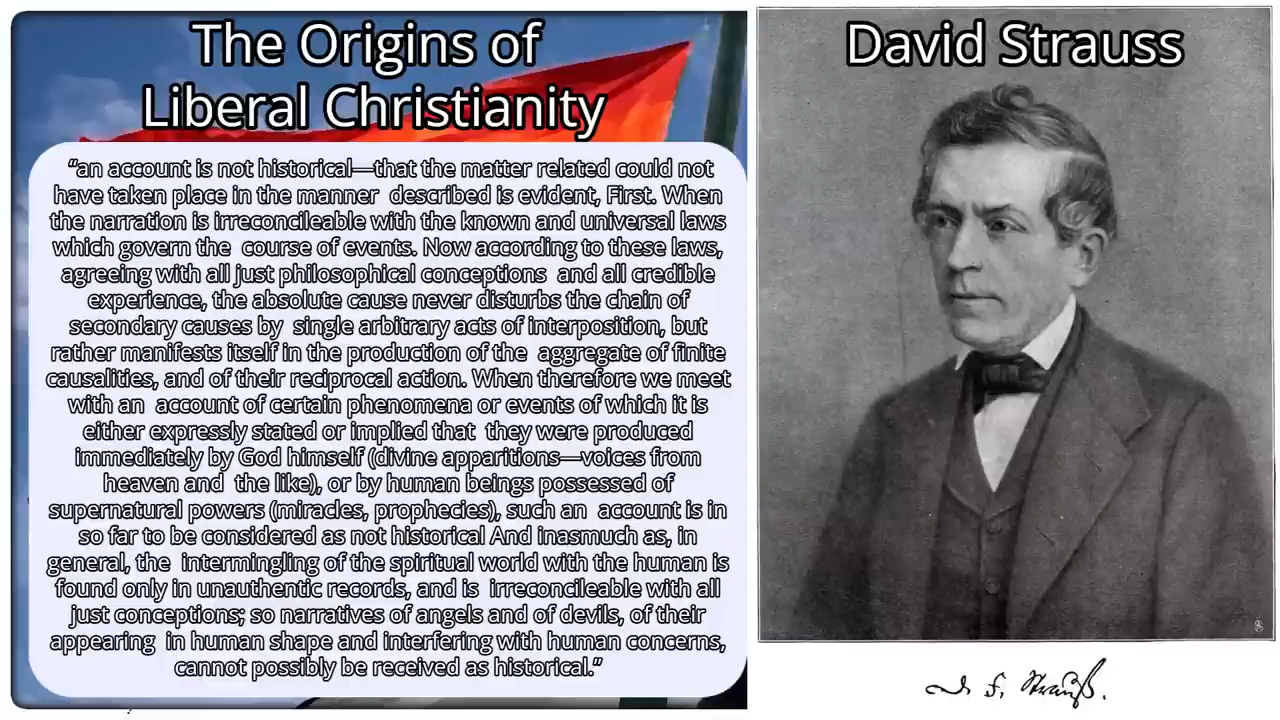 The Origins of
Liberal Christianity
“an account is not historical—that the matter related could not
have taken place in the manner described is evident, First. When
the narration is irreconcileable with the known and universal laws
which govern the course of events. Now according to these laws,
agreeing with all just philosophical conceptions and all credible
experience, the absolute cause never disturbs the chain of
secondary causes by single arbitrary acts of interposition, but
rather manifests itself in the production of the aggregate of finite
causalities, and of their reciprocal action. When therefore we meet
with an account of certain phenomena or events of which it is
either expressly stated or implied that they were produced
immediately by God himself (divine apparitions—voices from
heaven and the like), or by human beings possessed of
supernatural powers (miracles, prophecies), such an account is in
so far to be considered as not historical And inasmuch as, in
general, the intermingling of the spiritual world with the human is
found only in unauthentic records, and is irreconcileable with all
just conceptions; so narratives of angels and of devils, of their
appearing in human shape and interfering with human concerns,
cannot possibly be received as historical.”
David Strauss
D. F. Strauß.